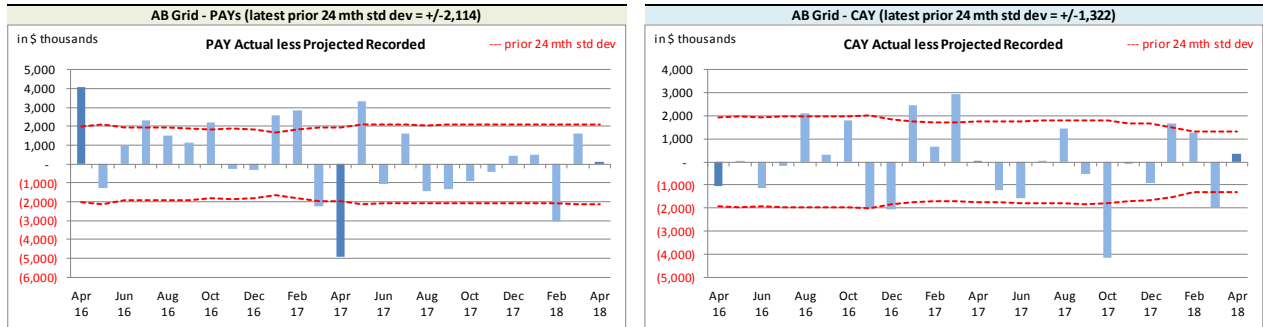 AB Grid - PAYs (latest prior 24 mth std dev = +/-2,114)
in $ thousands
PAY Actual less Projected Recorded
--- prior 24 mth std dev
5,000
4,000
3,000
2,000
1,000
-
(1,000)
(2,000)
(3,000)
(4,000)
(5,000)
(6,000)
Apr Jun Aug Oct Dec Feb Apr Jun Aug Oct Dec Feb Apr
16 16 16 16 16 17 17 17 17 17 17 18 18
AB Grid - CAY (latest prior 24 mth std dev = +/-1,322)
in $ thousands
CAY Actual less Projected Recorded
--- prior 24 mth std dev
4,000
3,000
2,000
1,000
-
(1,000)
(2,000)
(3,000)
(4,000)
(5,000)
Apr Jun Aug Oct Dec Feb Apr Jun Aug Oct Dec Feb Apr
16 16 16 16 16 17 17 17 17 17 17 18 18